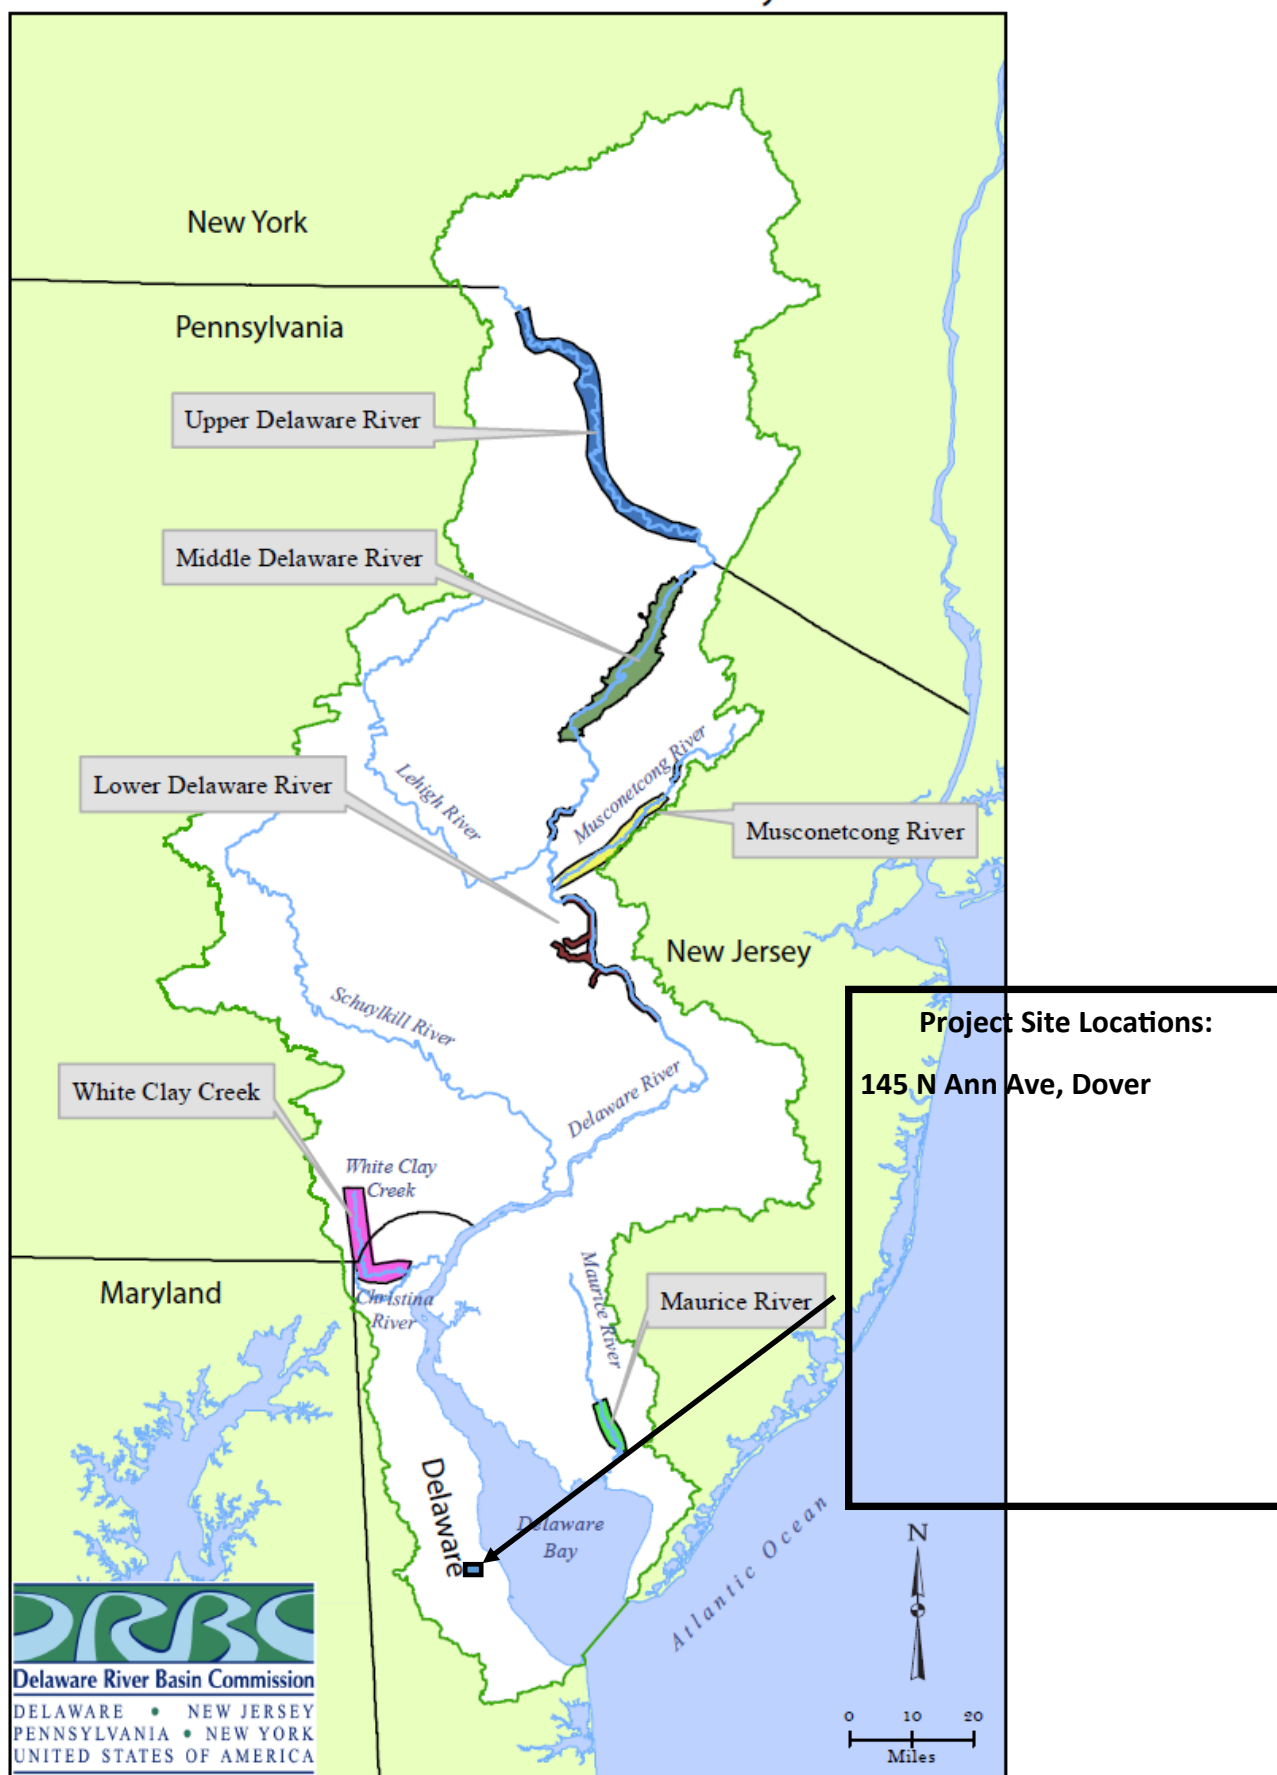 New York
Pennsylvania
Upper Delaware River
Middle Delaware River
Lehigh River
Musconetcong River
Lower Delaware River
Musconetcong River
New Jersey
Project Site Locations:
145 N Ann Ave, Dover
Schuylkill River
Delaware River
White Clay Creek
White Clay
Creek
Maryland
Christina
River
Maurice River
Maurice River
Delaware
Delaware
Bay
Atlantic Ocean
N
0 10 20
Miles
DRBC
Delaware River Basin Commission
DELAWARE • NEW JERSEY
PENNSYLVANIA • NEW YORK
UNITED STATES OF AMERICA